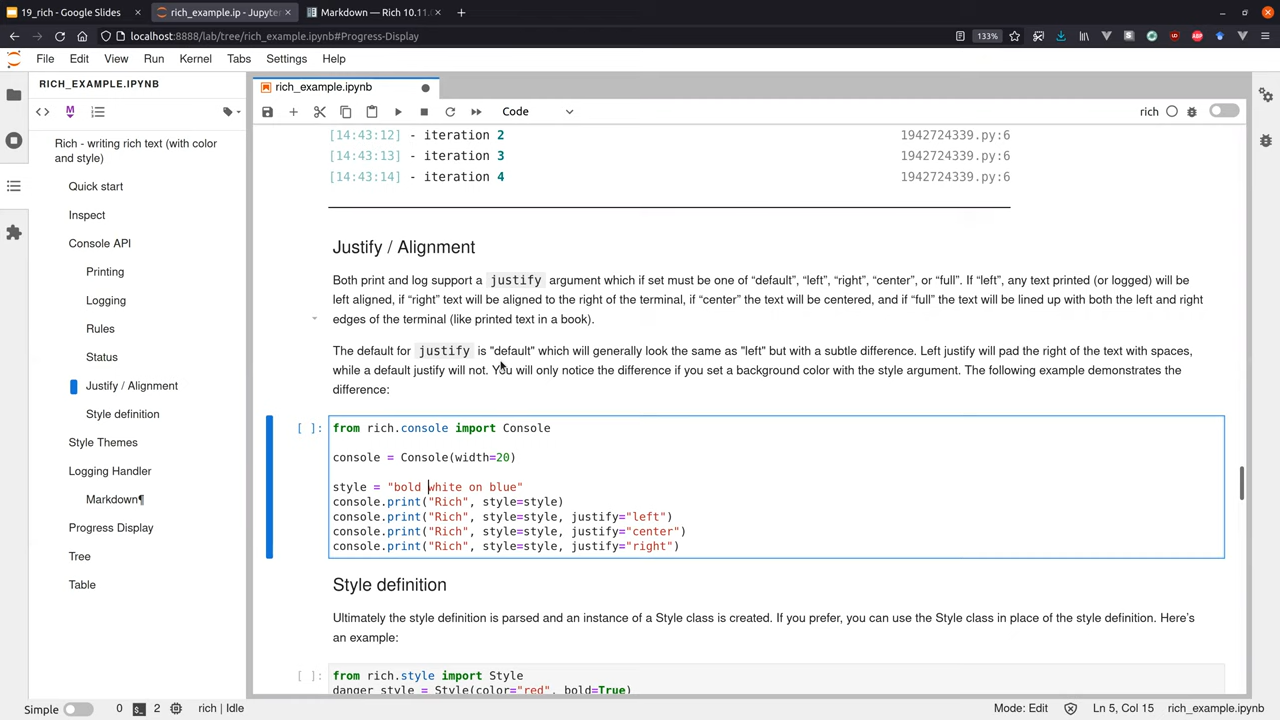 19_rich - Google Slides
rich_example.ip - Jupyter
Markdown — Rich 10.11.0
localhost:8888/lab/tree/rich_example.ipynb#Progress-Display
133%
File Edit View Run Kernel Tabs Settings Help
RICH_EXAMPLE.IPYNB
Rich - writing rich text (with color
and style)
Quick start
Inspect
Console API
Printing
Logging
Rules
Status
Justify / Alignment
Style definition
Style Themes
Logging Handler
Markdown¶
Progress Display
Tree
Table
rich_example.ipynb
Code
rich
[14:43:12] - iteration 2 1942724339.py:6
[14:43:13] - iteration 3 1942724339.py:6
[14:43:14] - iteration 4 1942724339.py:6
Justify / Alignment
Both print and log support a justify argument which if set must be one of “default”, “left”, “right”, “center”, or “full”. If “left”, any text printed (or logged) will be
left aligned, if “right” text will be aligned to the right of the terminal, if “center” the text will be centered, and if “full” the text will be lined up with both the left and right
edges of the terminal (like printed text in a book).
The default for justify is "default" which will generally look the same as "left" but with a subtle difference. Left justify will pad the right of the text with spaces,
while a default justify will not. You will only notice the difference if you set a background color with the style argument. The following example demonstrates the
difference:
[ ]: from rich.console import Console
console = Console(width=20)
style = "bold white on blue"
console.print("Rich", style=style)
console.print("Rich", style=style, justify="left")
console.print("Rich", style=style, justify="center")
console.print("Rich", style=style, justify="right")
Style definition
Ultimately the style definition is parsed and an instance of a Style class is created. If you prefer, you can use the Style class in place of the style definition. Here’s
an example:
[ ]: from rich.style import Style
danger_style = Style(color="red", bold=True)
Simple 0 2 rich | Idle Mode: Edit Ln 5, Col 15 rich_example.ipynb